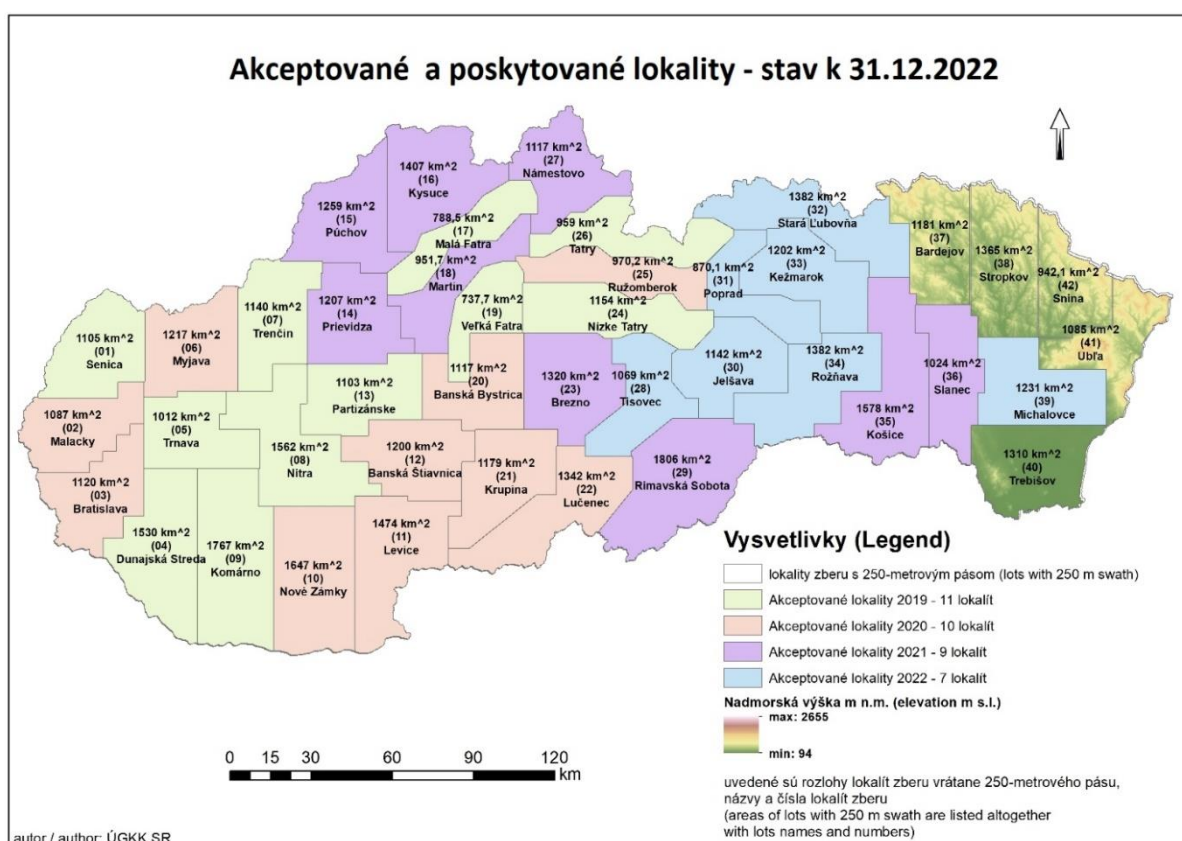 Akceptované a poskytované lokality - stav k 31.12.2022
1117 km^2
(27)
Námestovo
1407 km^2
(16)
Kysuce
1259 km^2
(15)
Púchov
788,5 km^2
(17)
Malá Fatra
951,7 km^2
(18)
Martin
959 km^2
(26)
Tatry
1382 km^2
(32)
Stará Ľubovňa
1202 km^2
(33)
Kežmarok
970,2 km^2
(25)
Ružomberok
870,1 km^2
(31)
Poprad
1181 km^2
(37)
Bardejov
1365 km^2
(38)
Stropkov
942,1 km^2
(42)
Snina
1085 km^2
(41)
Ubľa
1140 km^2
(07)
Trenčín
1207 km^2
(14)
Prievidza
737,7 km^2
(19)
Veľká Fatra
1154 km^2
(24)
Nízke Tatry
1105 km^2
(01)
Senica
1217 km^2
(06)
Myjava
1117 km^2
(20)
Banská Bystrica
1320 km^2
(23)
Brezno
1069 km^2
(28)
Tisovec
1142 km^2
(30)
Jelšava
1382 km^2
(34)
Rožňava
1024 km^2
(36)
Slanec
1231 km^2
(39)
Michalovce
1103 km^2
(13)
Partizánske
1087 km^2
(02)
Malacky
1012 km^2
(05)
Trnava
1562 km^2
(08)
Nitra
1200 km^2
(12)
Banská Štiavnica
1179 km^2
(21)
Krupina
1342 km^2
(22)
Lučenec
1806 km^2
(29)
Rimavská Sobota
1578 km^2
(35)
Košice
1310 km^2
(40)
Trebišov
1120 km^2
(03)
Bratislava
1530 km^2
(04)
Dunajská Streda
1767 km^2
(09)
Komárno
1647 km^2
(10)
Nové Zámky
1474 km^2
(11)
Levice
Vysvetlivky (Legend)
lokality zberu s 250-metrovým pásom (lots with 250 m swath)
Akceptované lokality 2019 - 11 lokalít
Akceptované lokality 2020 - 10 lokalít
Akceptované lokality 2021 - 9 lokalít
Akceptované lokality 2022 - 7 lokalít
Nadmorská výška m n.m. (elevation m s.l.)
max: 2655
min: 94
uvedené sú rozlohy lokalít zberu vrátane 250-metrového pásu,
názvy a čísla lokalít zberu
(areas of lots with 250 m swath are listed altogether
with lots names and numbers)
0 15 30 60 90 120
km
autor / author: ÚGKK SR